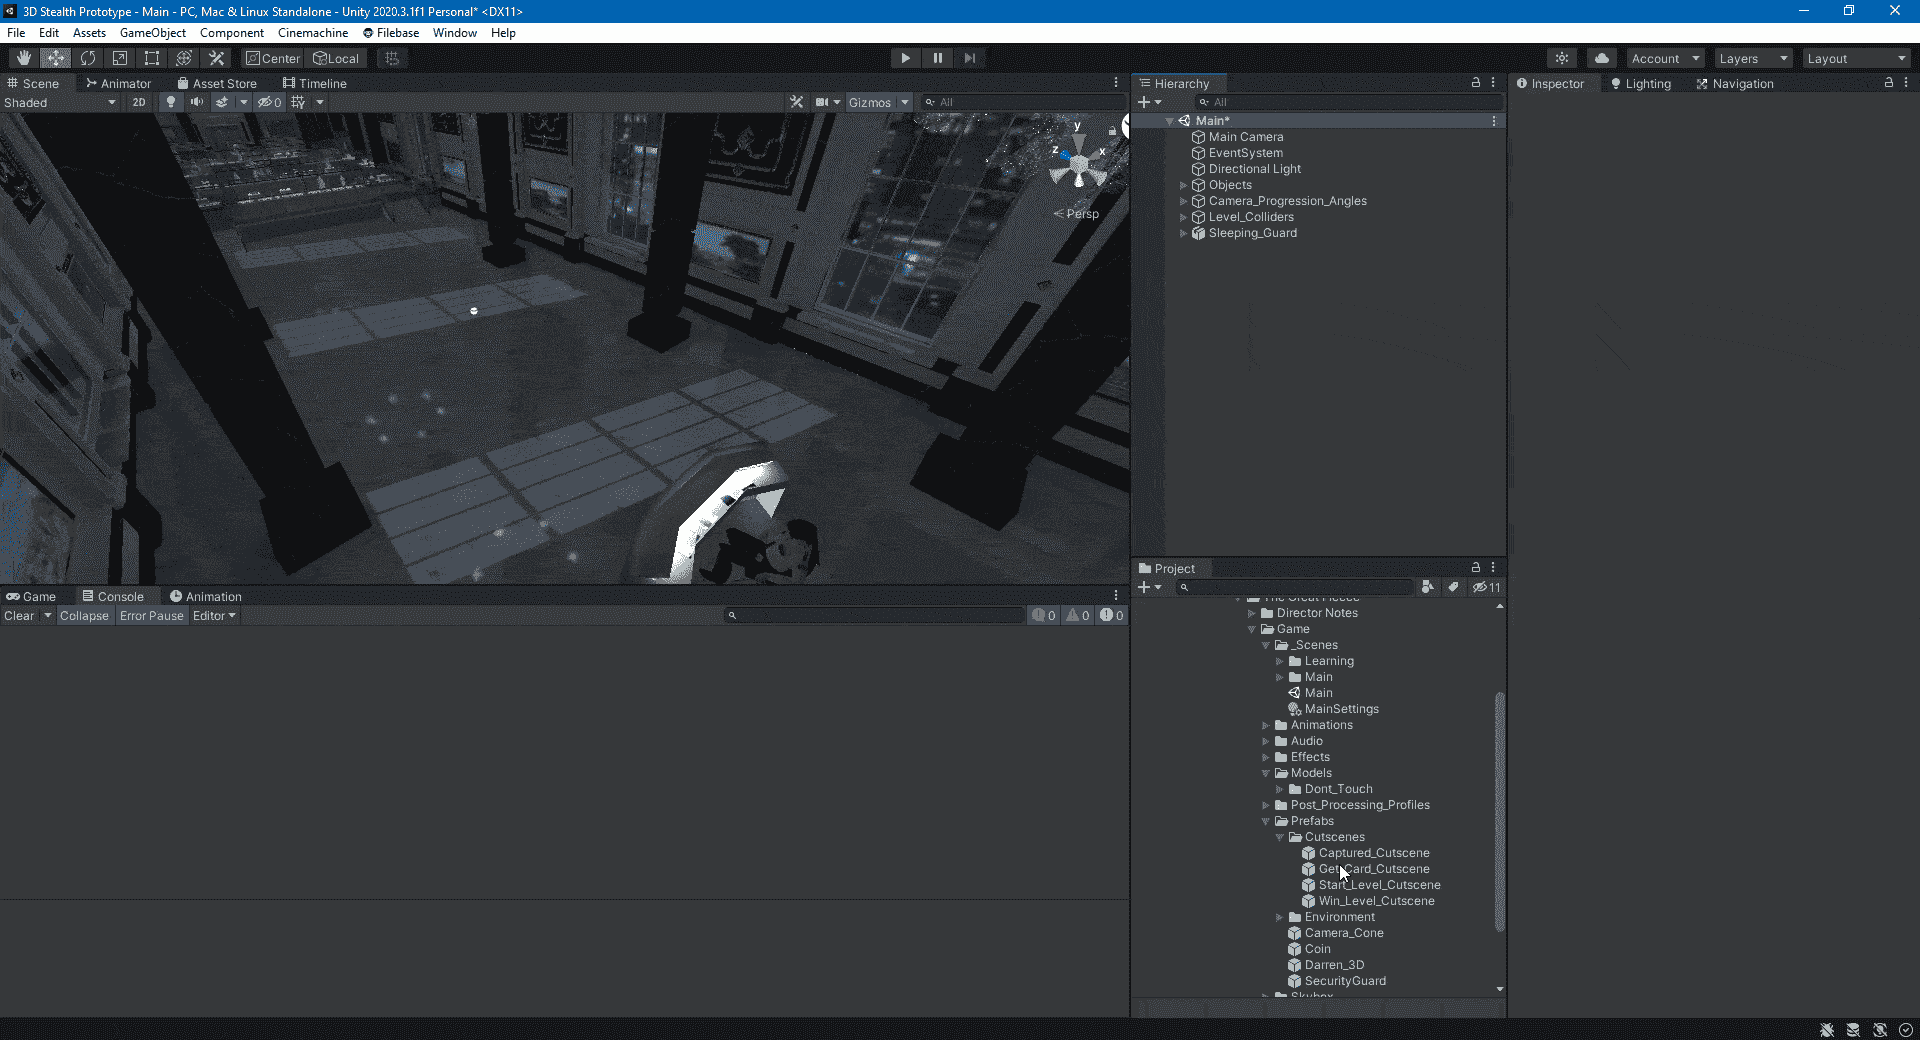 3D Stealth Prototype - Main - PC, Mac & Linux Standalone - Unity 2020.3.1f1 Personal* <DX11>
File Edit Assets GameObject Component Cinemachine Filebase Window Help
Center Local Account Layers Layout
Scene Animator Asset Store Timeline
Shaded 2D 0 Gizmos All
y
z x
Persp
Game Console Animation
Clear Collapse Error Pause Editor 0 0 0
Hierarchy
All
Main*
Main Camera
EventSystem
Directional Light
Objects
Camera_Progression_Angles
Level_Colliders
Sleeping_Guard
Project
11
The Great Fleece
Director Notes
Game
_Scenes
Learning
Main
Main
MainSettings
Animations
Audio
Effects
Models
Dont_Touch
Post_Processing_Profiles
Prefabs
Cutscenes
Captured_Cutscene
Get_Card_Cutscene
Start_Level_Cutscene
Win_Level_Cutscene
Environment
Camera_Cone
Coin
Darren_3D
SecurityGuard
Skybox
Inspector Lighting Navigation